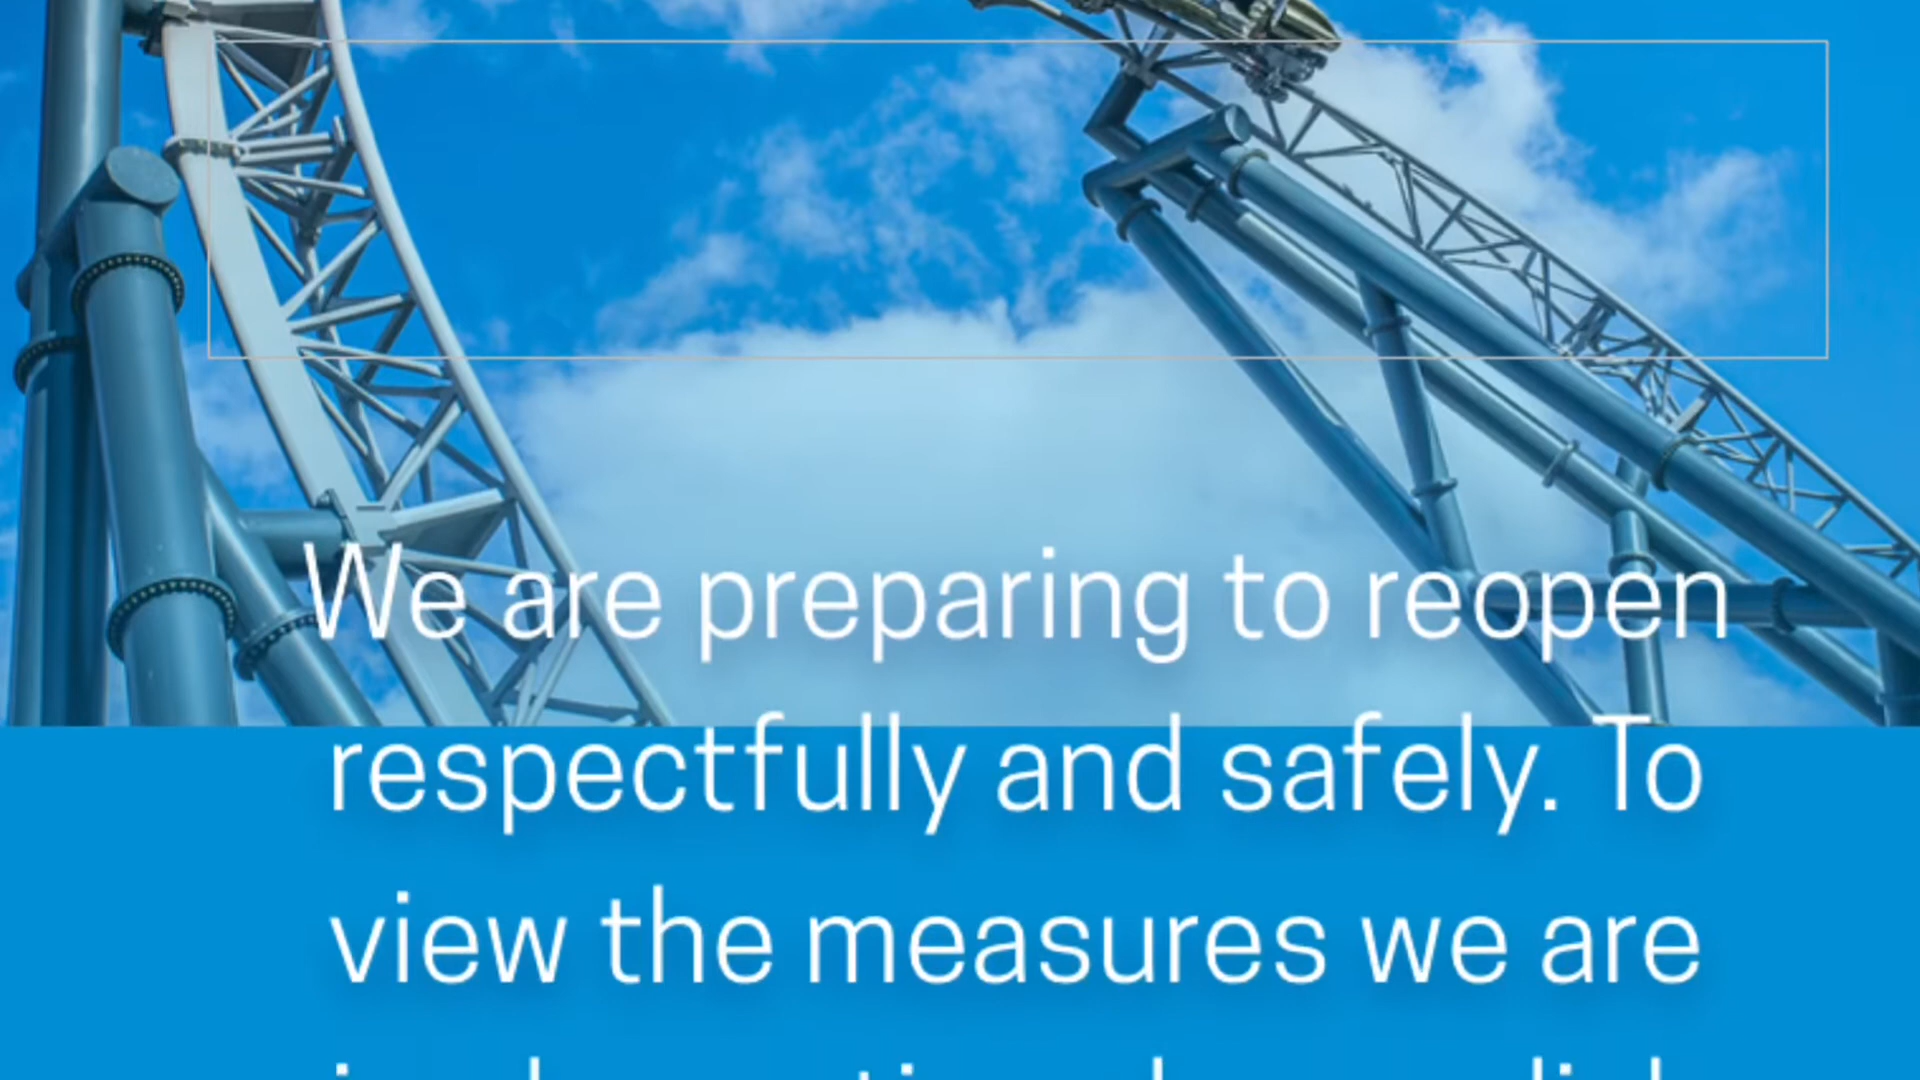 We are preparing to reopen
respectfully and safely. To
view the measures we are